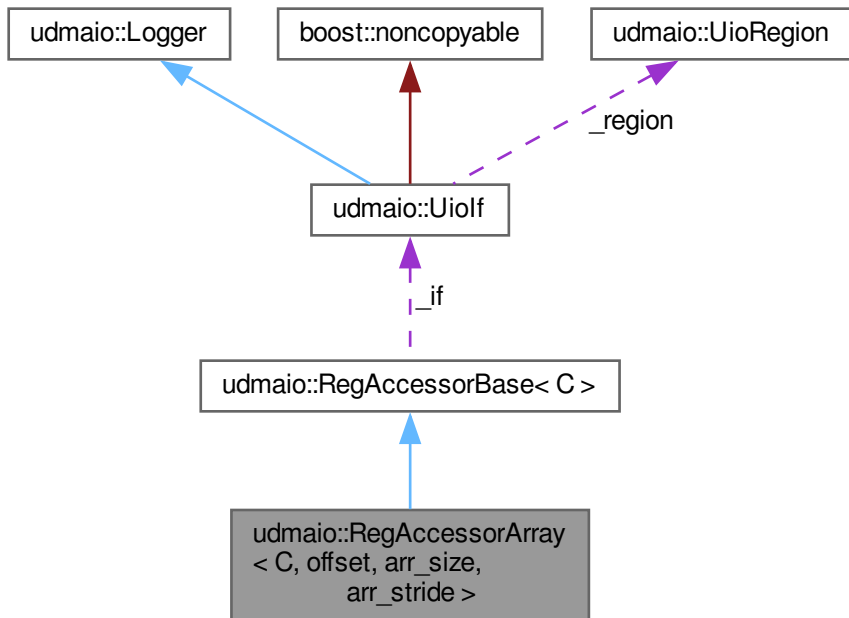 udmaio::Logger
boost::noncopyable
udmaio::UioRegion
_region
udmaio::UioIf
_if
udmaio::RegAccessorBase< C >
udmaio::RegAccessorArray
< C, offset, arr_size,
arr_stride >